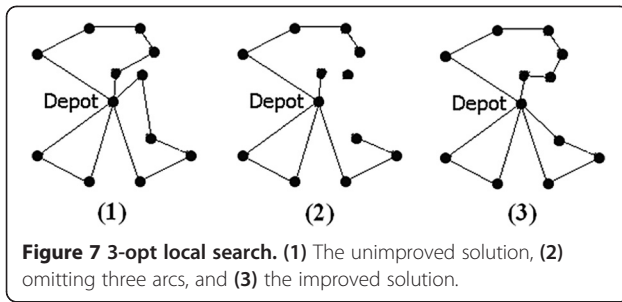 Depot
Depot
Depot
(1)
(2)
(3)
Figure 7 3-opt local search. (1) The unimproved solution, (2)
omitting three arcs, and (3) the improved solution.